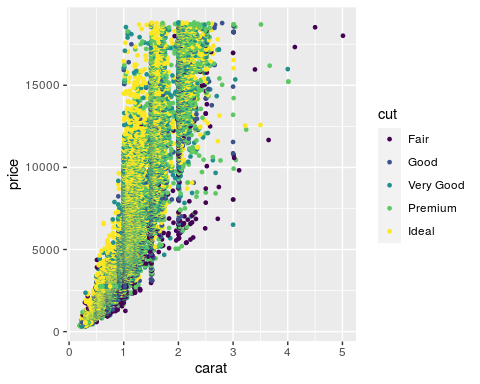 15000
10000
5000
0
price
0
1
2
3
4
5
carat
cut
Fair
Good
Very Good
Premium
Ideal